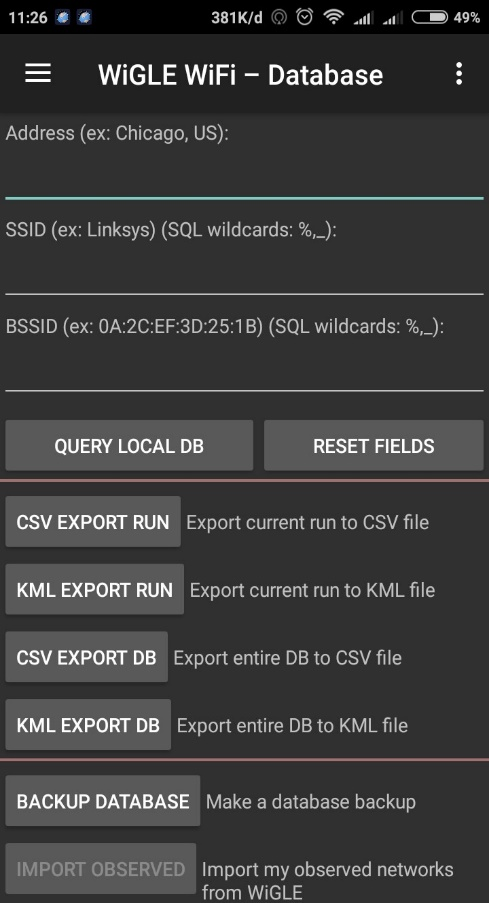 11:26 381K/d 49%
WiGLE WiFi – Database
Address (ex: Chicago, US):
SSID (ex: Linksys) (SQL wildcards: %,_):
BSSID (ex: 0A:2C:EF:3D:25:1B) (SQL wildcards: %,_):
QUERY LOCAL DB RESET FIELDS
CSV EXPORT RUN Export current run to CSV file
KML EXPORT RUN Export current run to KML file
CSV EXPORT DB Export entire DB to CSV file
KML EXPORT DB Export entire DB to KML file
BACKUP DATABASE Make a database backup
IMPORT OBSERVED Import my observed networks
from WiGLE